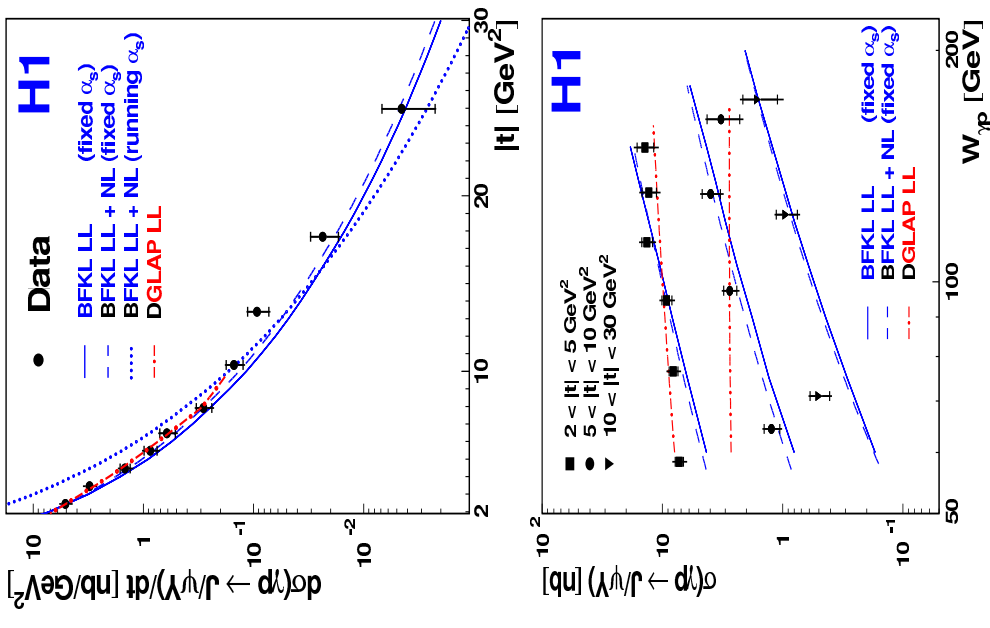 H1
Data
BFKL LL (fixed αs)
BFKL LL + NL (fixed αs)
BFKL LL + NL (running αs)
DGLAP LL
dσ(γp → J/ψY)/dt [nb/GeV²]
10
1
10⁻¹
10⁻²
2
10
20
30
|t| [GeV²]
H1
2 < |t| < 5 GeV²
5 < |t| < 10 GeV²
10 < |t| < 30 GeV²
BFKL LL (fixed αs)
BFKL LL + NL (fixed αs)
DGLAP LL
σ(γp → J/ψY) [nb]
10²
10
1
10⁻¹
50
100
200
Wγp [GeV]